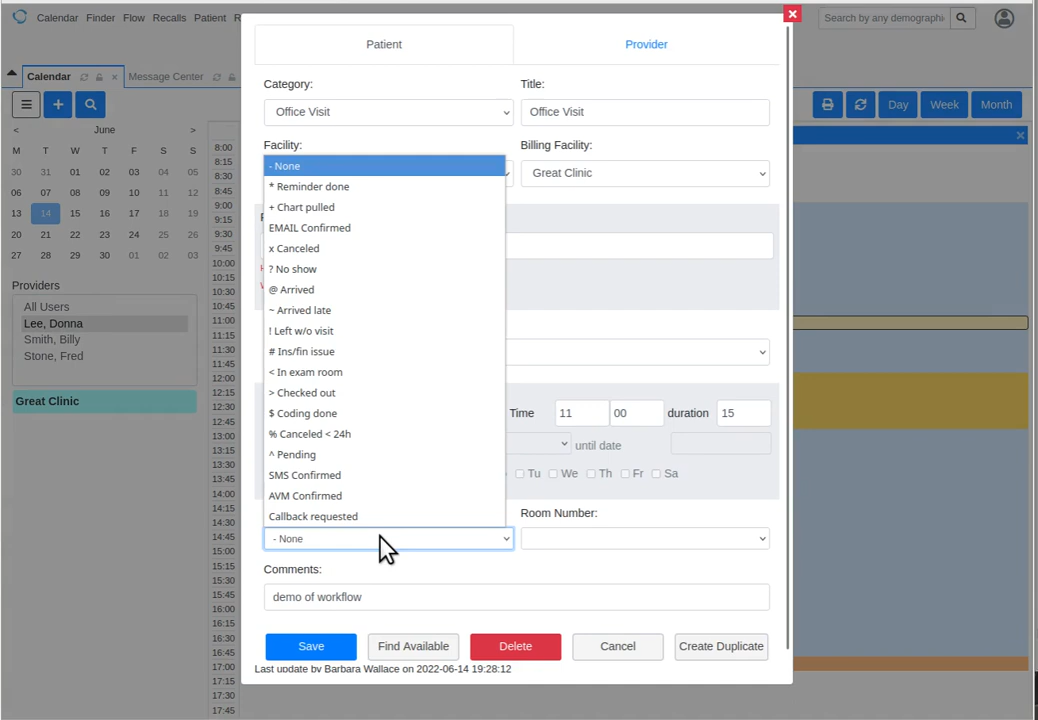 Calendar Finder Flow Recalls Patient R
Search by any demographi
Calendar
Message Center
Patient
Provider
Category:
Title:
Office Visit
Office Visit
Day
Week
Month
Facility:
Billing Facility:
Great Clinic
< June >
M T W T F S S
30 31 01 02 03 04 05
06 07 08 09 10 11 12
13 14 15 16 17 18 19
20 21 22 23 24 25 26
27 28 29 30 01 02 03
Providers
All Users
Lee, Donna
Smith, Billy
Stone, Fred
Great Clinic
8:00
8:15
8:30
8:45
9:00
9:15
9:30
9:45
10:00
10:15
10:30
10:45
11:00
11:15
11:30
11:45
12:00
12:15
12:30
12:45
13:00
13:15
13:30
13:45
14:00
14:15
14:30
14:45
15:00
15:15
15:30
15:45
16:00
16:15
16:30
16:45
17:00
17:15
17:30
17:45
- None
* Reminder done
+ Chart pulled
EMAIL Confirmed
x Canceled
? No show
@ Arrived
~ Arrived late
! Left w/o visit
# Ins/fin issue
< In exam room
> Checked out
$ Coding done
% Canceled < 24h
^ Pending
SMS Confirmed
AVM Confirmed
Callback requested
Time 11 00 duration 15
until date
Tu We Th Fr Sa
Room Number:
- None
Comments:
demo of workflow
Save
Find Available
Delete
Cancel
Create Duplicate
Last update by Barbara Wallace on 2022-06-14 19:28:12